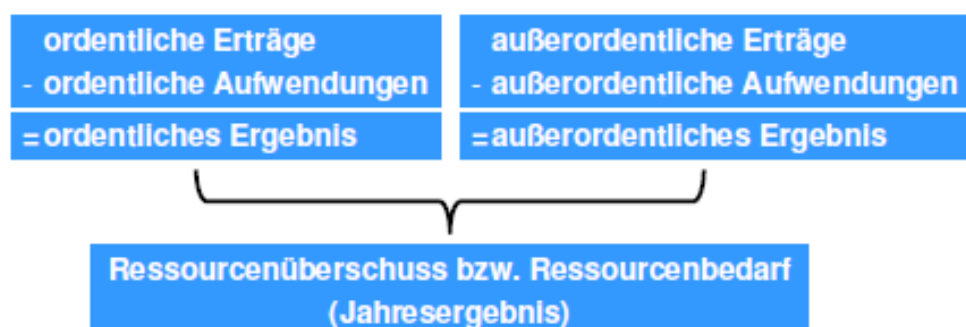 ordentliche Erträge
- ordentliche Aufwendungen
= ordentliches Ergebnis
außerordentliche Erträge
- außerordentliche Aufwendungen
= außerordentliches Ergebnis
Ressourcenüberschuss bzw. Ressourcenbedarf
(Jahresergebnis)